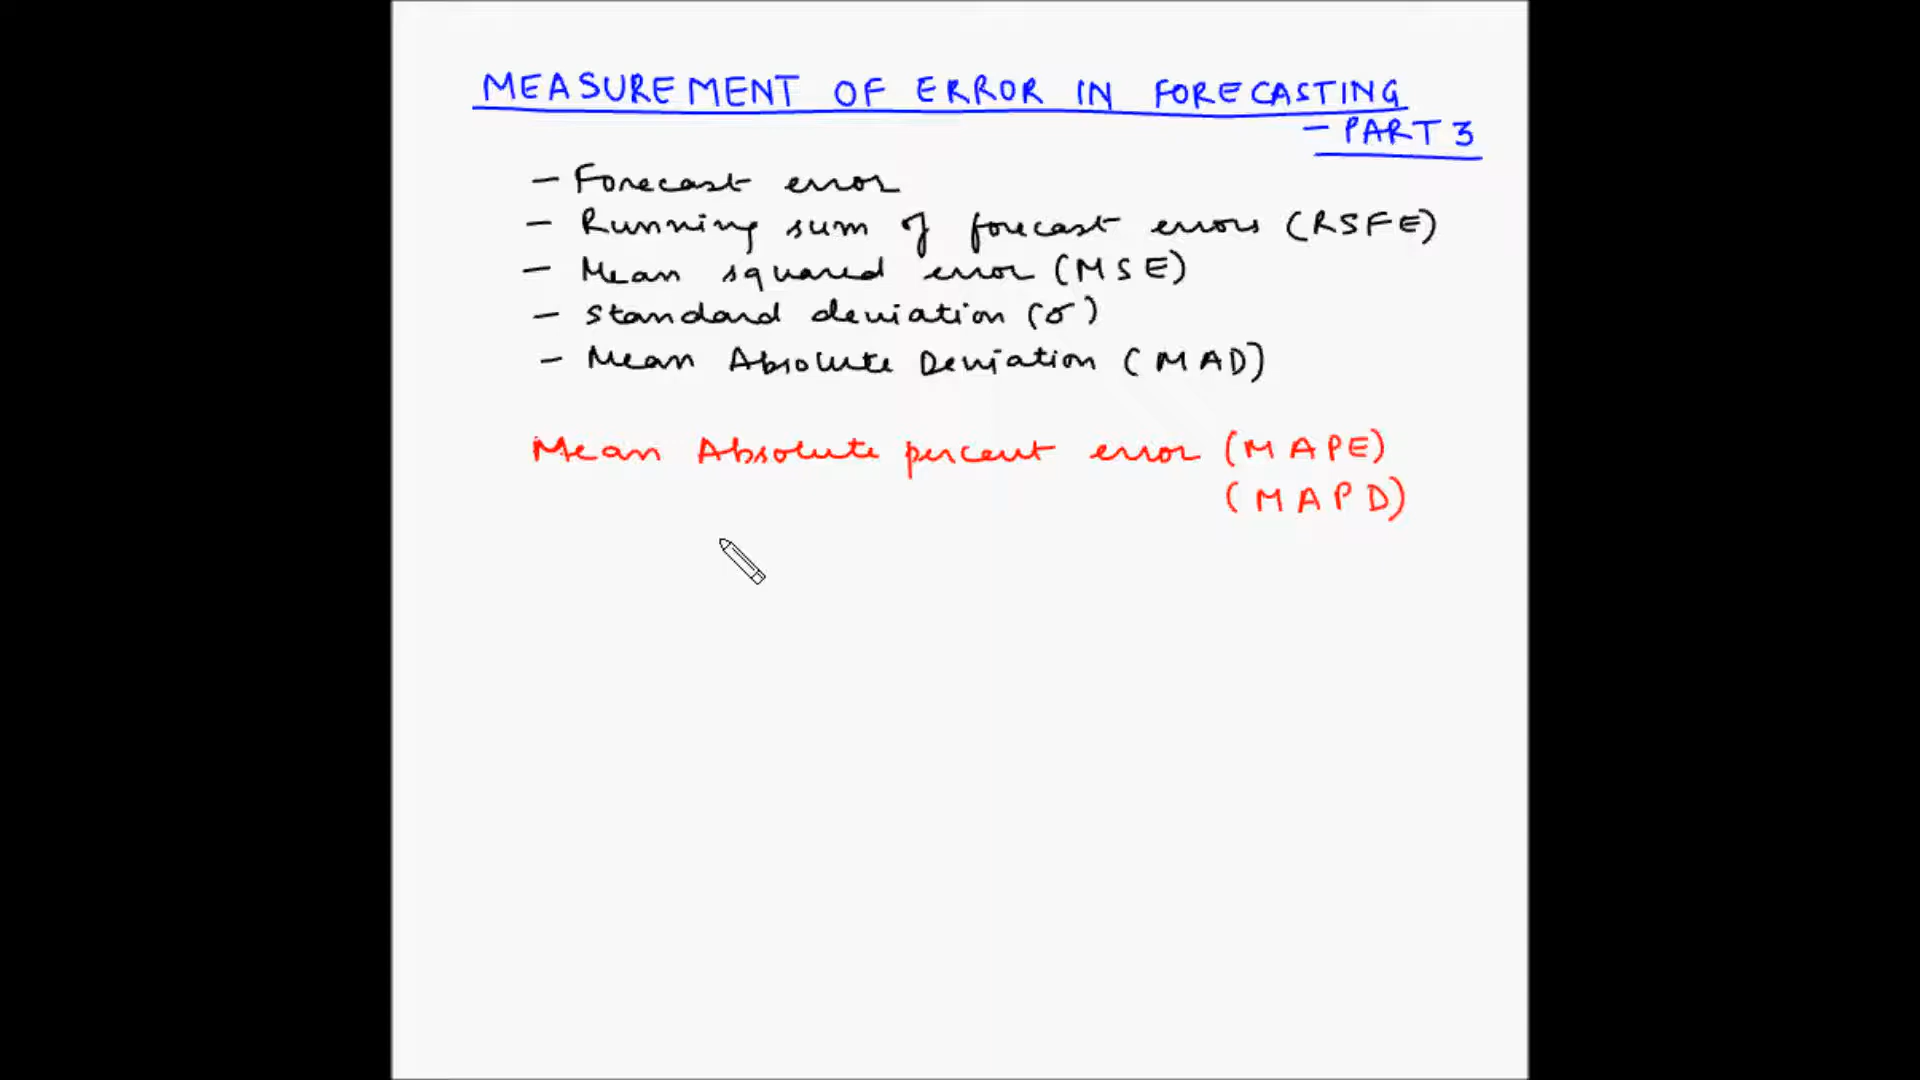 MEASUREMENT OF ERROR IN FORECASTING
- PART 3
- Forecast error
- Running sum of forecast errors (RSFE)
- Mean squared error (MSE)
- Standard deviation (σ)
- Mean Absolute Deviation (MAD)
Mean Absolute percent error (MAPE)
(MAPD)